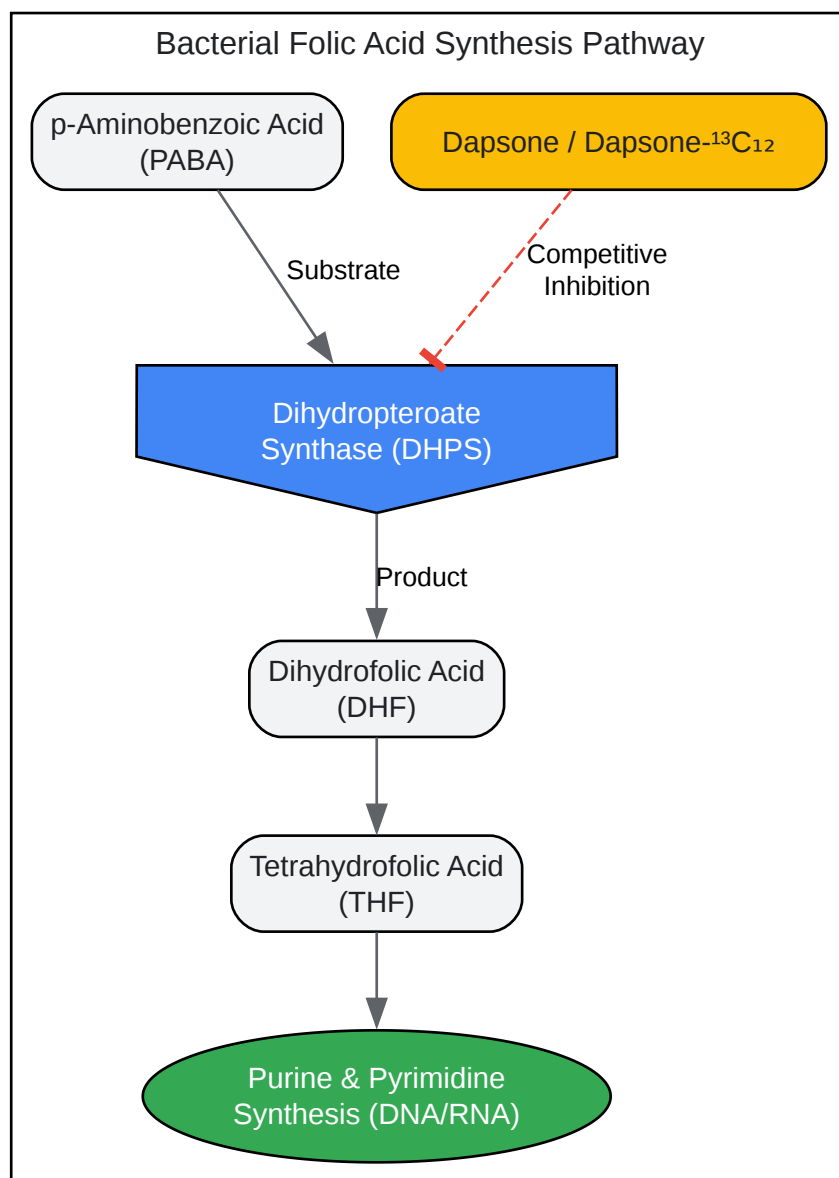 Bacterial Folic Acid Synthesis Pathway
p-Aminobenzoic Acid
(PABA)
Dapsone / Dapsone-¹³C₁₂
Substrate
Competitive
Inhibition
Dihydropteroate
Synthase (DHPS)
Product
Dihydrofolic Acid
(DHF)
Tetrahydrofolic Acid
(THF)
Purine & Pyrimidine
Synthesis (DNA/RNA)